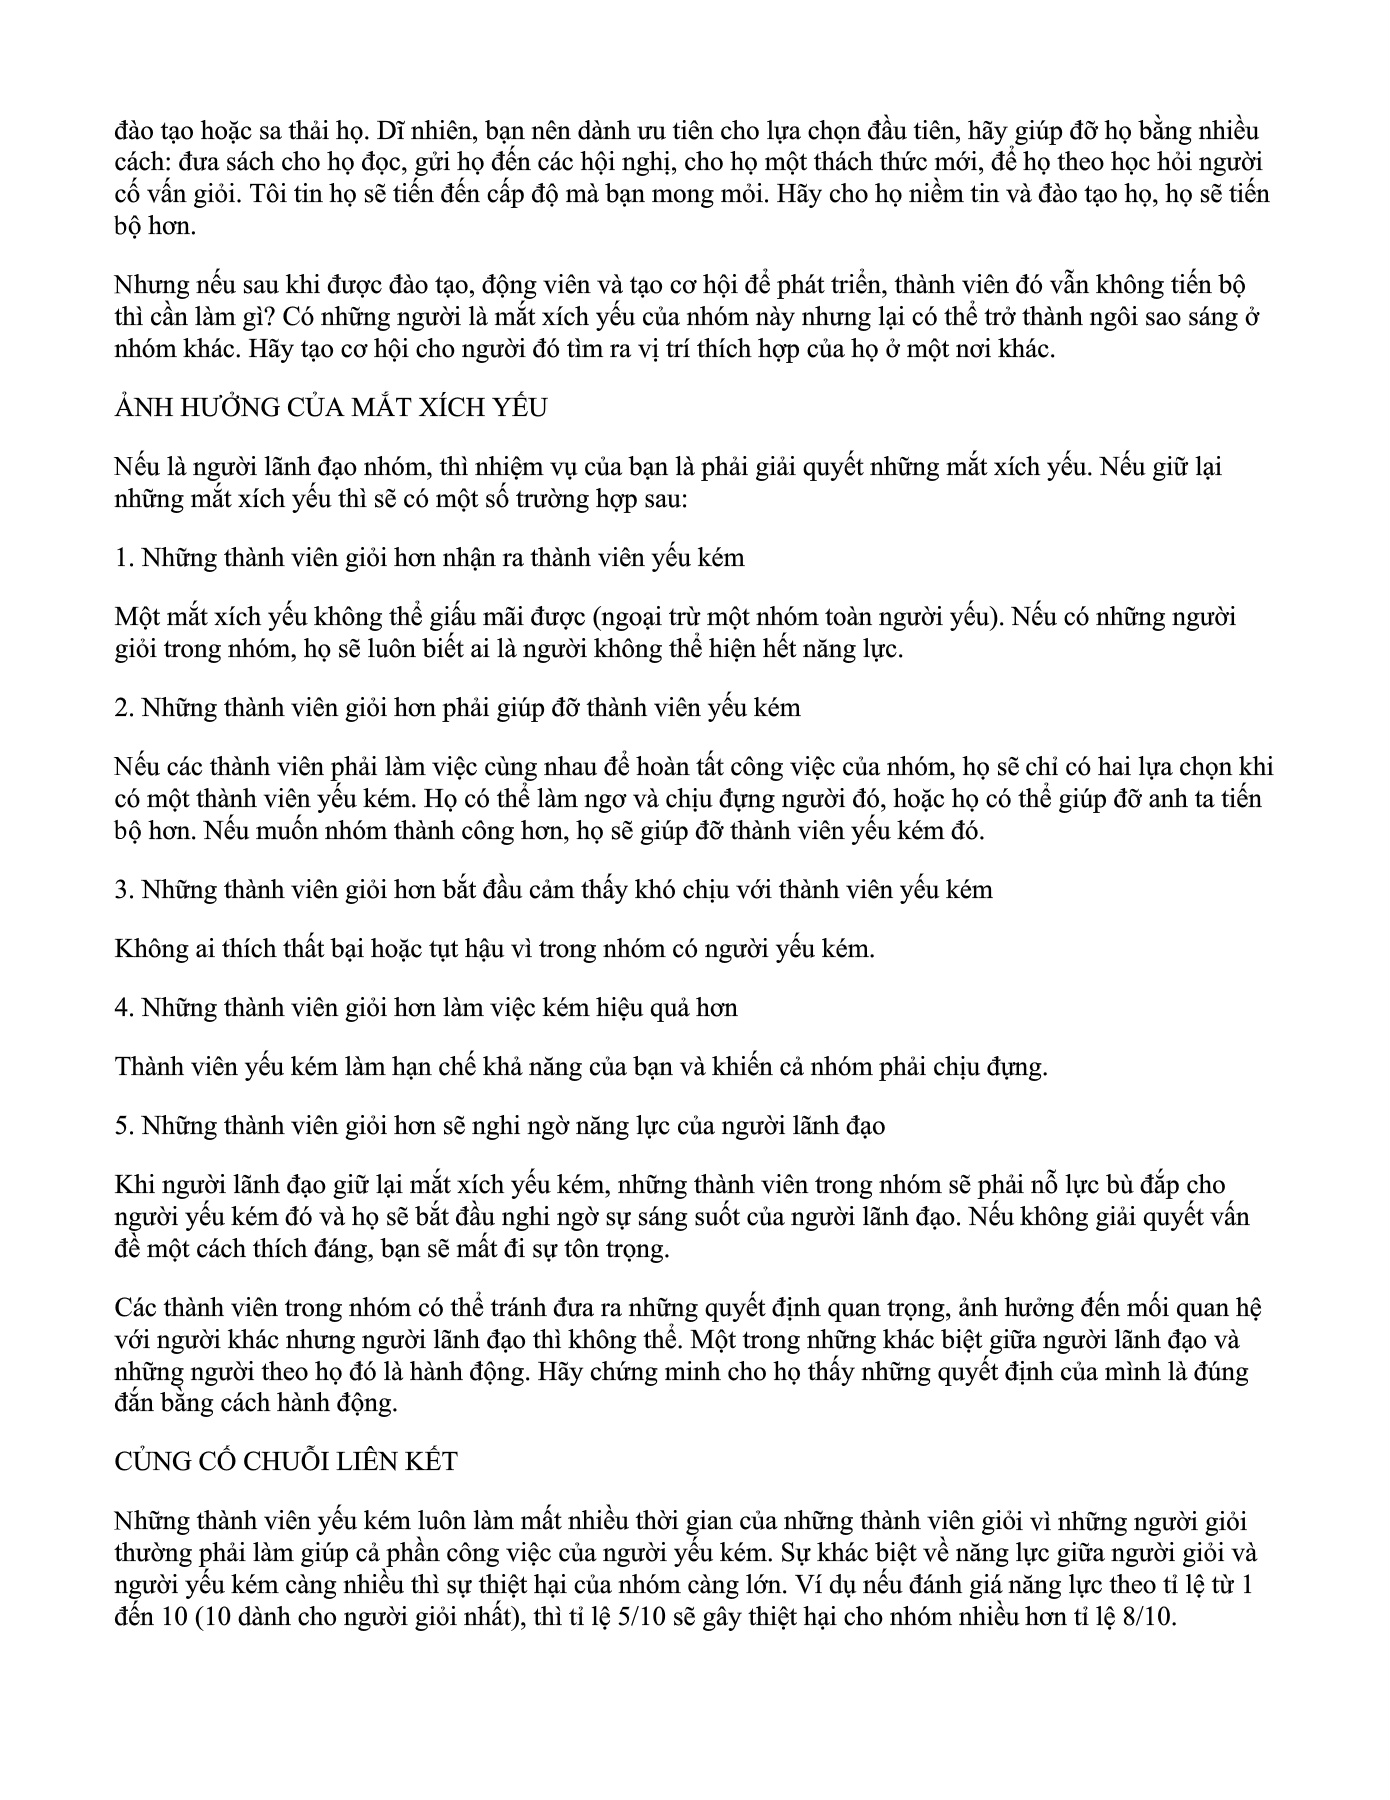 đào tạo hoặc sa thải họ. Dĩ nhiên, bạn nên dành ưu tiên cho lựa chọn đầu tiên, hãy giúp đỡ họ bằng nhiều
cách: đưa sách cho họ đọc, gửi họ đến các hội nghị, cho họ một thách thức mới, để họ theo học hỏi người
cố vấn giỏi. Tôi tin họ sẽ tiến đến cấp độ mà bạn mong mỏi. Hãy cho họ niềm tin và đào tạo họ, họ sẽ tiến
bộ hơn.
Nhưng nếu sau khi được đào tạo, động viên và tạo cơ hội để phát triển, thành viên đó vẫn không tiến bộ
thì cần làm gì? Có những người là mắt xích yếu của nhóm này nhưng lại có thể trở thành ngôi sao sáng ở
nhóm khác. Hãy tạo cơ hội cho người đó tìm ra vị trí thích hợp của họ ở một nơi khác.
ẢNH HƯỞNG CỦA MẮT XÍCH YẾU
Nếu là người lãnh đạo nhóm, thì nhiệm vụ của bạn là phải giải quyết những mắt xích yếu. Nếu giữ lại
những mắt xích yếu thì sẽ có một số trường hợp sau:
1. Những thành viên giỏi hơn nhận ra thành viên yếu kém
Một mắt xích yếu không thể giấu mãi được (ngoại trừ một nhóm toàn người yếu). Nếu có những người
giỏi trong nhóm, họ sẽ luôn biết ai là người không thể hiện hết năng lực.
2. Những thành viên giỏi hơn phải giúp đỡ thành viên yếu kém
Nếu các thành viên phải làm việc cùng nhau để hoàn tất công việc của nhóm, họ sẽ chỉ có hai lựa chọn khi
có một thành viên yếu kém. Họ có thể làm ngơ và chịu đựng người đó, hoặc họ có thể giúp đỡ anh ta tiến
bộ hơn. Nếu muốn nhóm thành công hơn, họ sẽ giúp đỡ thành viên yếu kém đó.
3. Những thành viên giỏi hơn bắt đầu cảm thấy khó chịu với thành viên yếu kém
Không ai thích thất bại hoặc tụt hậu vì trong nhóm có người yếu kém.
4. Những thành viên giỏi hơn làm việc kém hiệu quả hơn
Thành viên yếu kém làm hạn chế khả năng của bạn và khiến cả nhóm phải chịu đựng.
5. Những thành viên giỏi hơn sẽ nghi ngờ năng lực của người lãnh đạo
Khi người lãnh đạo giữ lại mắt xích yếu kém, những thành viên trong nhóm sẽ phải nỗ lực bù đắp cho
người yếu kém đó và họ sẽ bắt đầu nghi ngờ sự sáng suốt của người lãnh đạo. Nếu không giải quyết vấn
đề một cách thích đáng, bạn sẽ mất đi sự tôn trọng.
Các thành viên trong nhóm có thể tránh đưa ra những quyết định quan trọng, ảnh hưởng đến mối quan hệ
với người khác nhưng người lãnh đạo thì không thể. Một trong những khác biệt giữa người lãnh đạo và
những người theo họ đó là hành động. Hãy chứng minh cho họ thấy những quyết định của mình là đúng
đắn bằng cách hành động.
CỦNG CỐ CHUỖI LIÊN KẾT
Những thành viên yếu kém luôn làm mất nhiều thời gian của những thành viên giỏi vì những người giỏi
thường phải làm giúp cả phần công việc của người yếu kém. Sự khác biệt về năng lực giữa người giỏi và
người yếu kém càng nhiều thì sự thiệt hại của nhóm càng lớn. Ví dụ nếu đánh giá năng lực theo tỉ lệ từ 1
đến 10 (10 dành cho người giỏi nhất), thì tỉ lệ 5/10 sẽ gây thiệt hại cho nhóm nhiều hơn tỉ lệ 8/10.